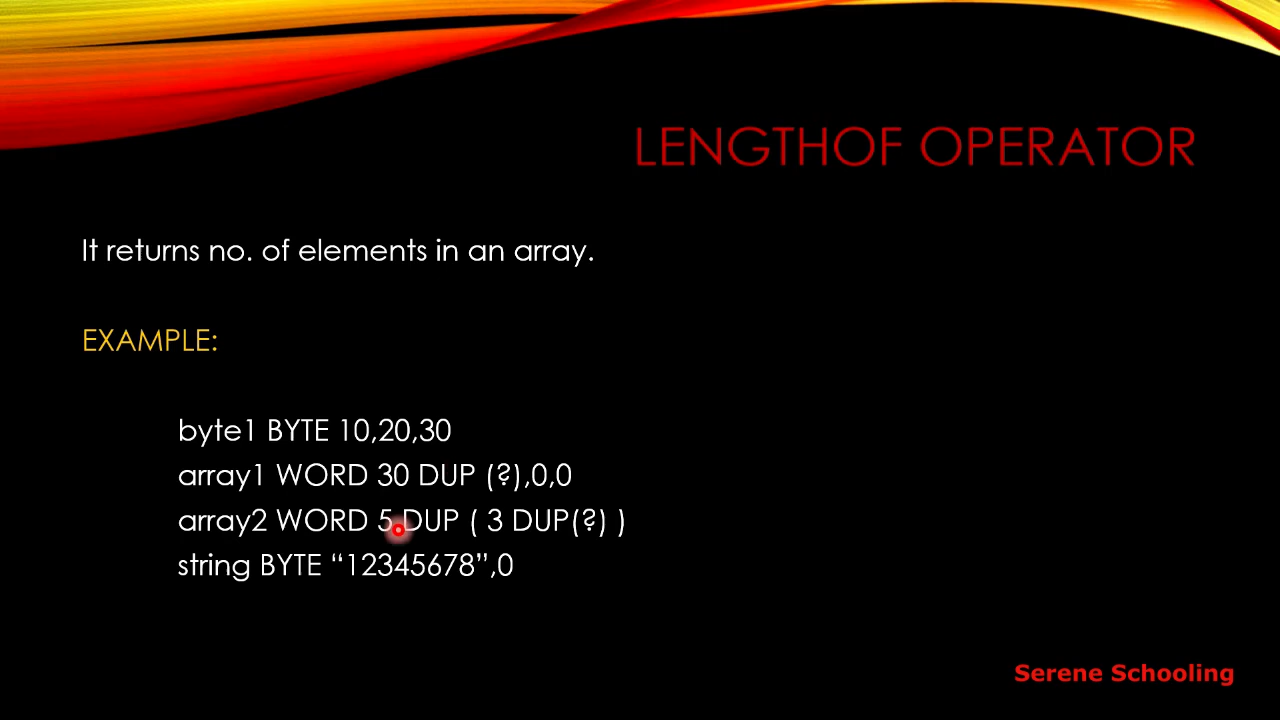 LENGTHOF OPERATOR
It returns no. of elements in an array.
EXAMPLE:
byte1 BYTE 10,20,30
array1 WORD 30 DUP (?),0,0
array2 WORD 5 DUP ( 3 DUP(?) )
string BYTE “12345678”,0
Serene Schooling